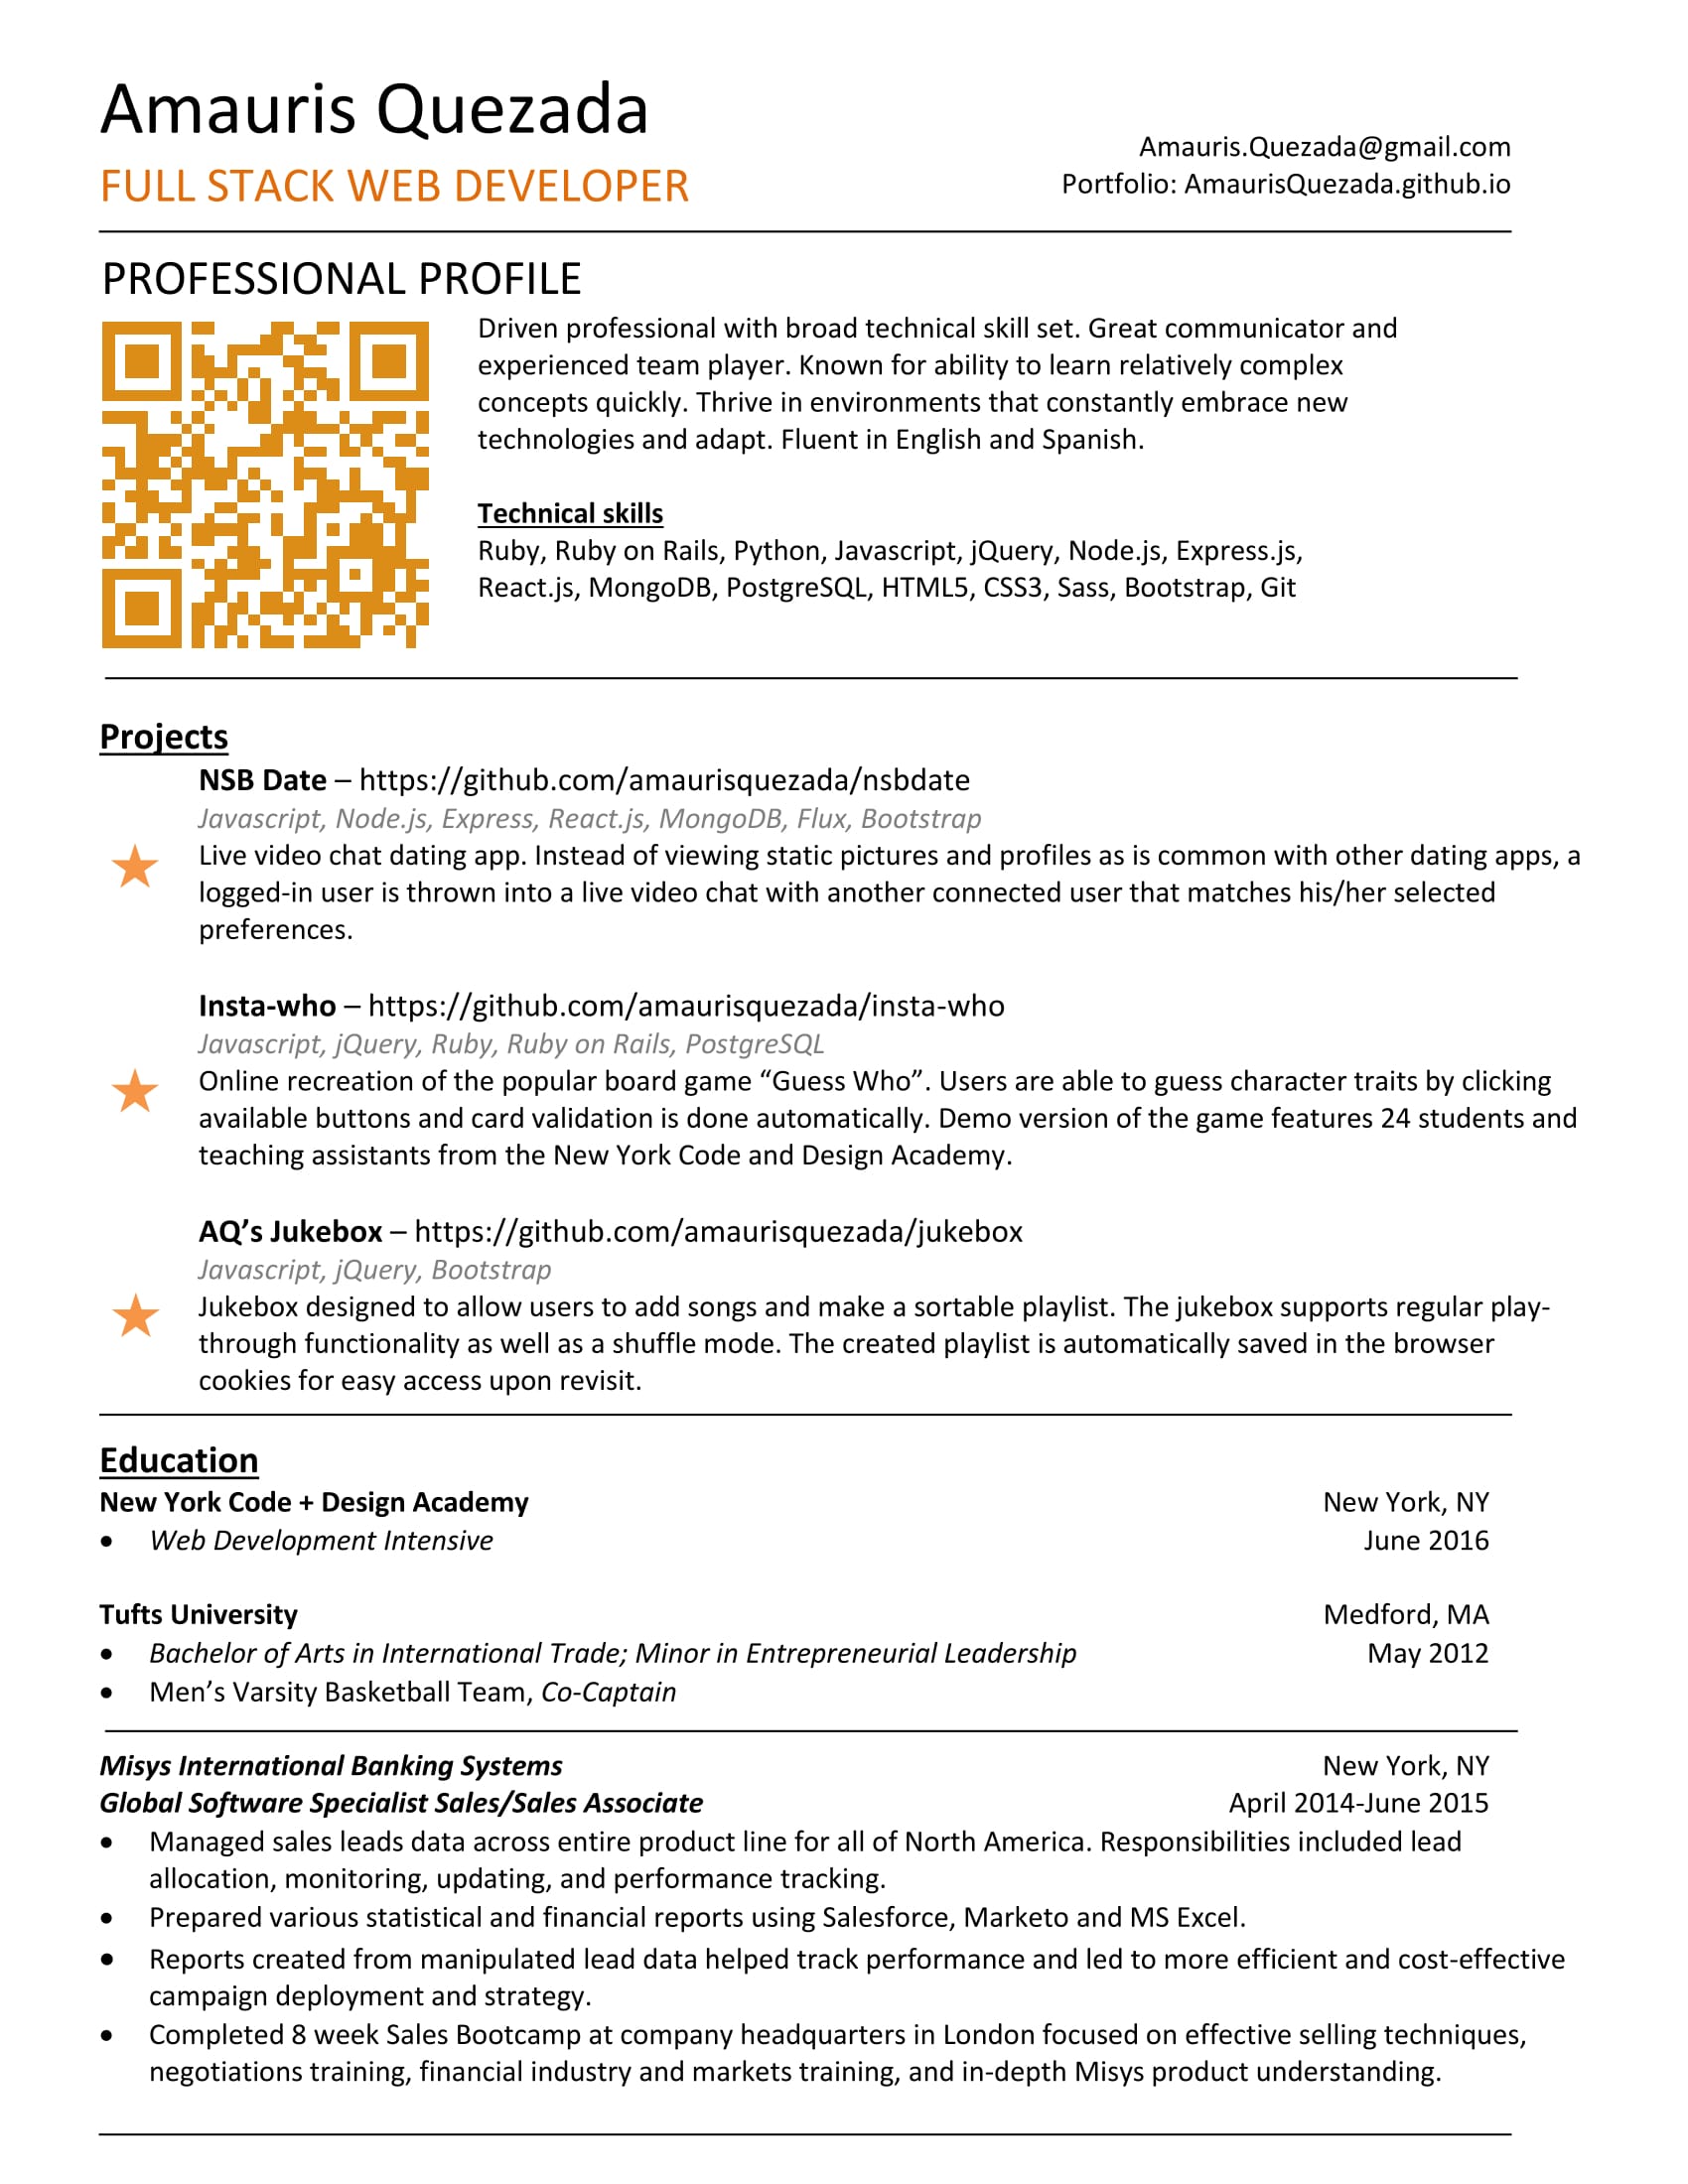 Amauris Quezada
FULL STACK WEB DEVELOPER
Amauris.Quezada@gmail.com
Portfolio: AmaurisQuezada.github.io
PROFESSIONAL PROFILE
Driven professional with broad technical skill set. Great communicator and
experienced team player. Known for ability to learn relatively complex
concepts quickly. Thrive in environments that constantly embrace new
technologies and adapt. Fluent in English and Spanish.
Technical skills
Ruby, Ruby on Rails, Python, Javascript, jQuery, Node.js, Express.js,
React.js, MongoDB, PostgreSQL, HTML5, CSS3, Sass, Bootstrap, Git
Projects
NSB Date – https://github.com/amaurisquezada/nsbdate
Javascript, Node.js, Express, React.js, MongoDB, Flux, Bootstrap
Live video chat dating app. Instead of viewing static pictures and profiles as is common with other dating apps, a
logged-in user is thrown into a live video chat with another connected user that matches his/her selected
preferences.
Insta-who – https://github.com/amaurisquezada/insta-who
Javascript, jQuery, Ruby, Ruby on Rails, PostgreSQL
Online recreation of the popular board game “Guess Who”. Users are able to guess character traits by clicking
available buttons and card validation is done automatically. Demo version of the game features 24 students and
teaching assistants from the New York Code and Design Academy.
AQ’s Jukebox – https://github.com/amaurisquezada/jukebox
Javascript, jQuery, Bootstrap
Jukebox designed to allow users to add songs and make a sortable playlist. The jukebox supports regular play-
through functionality as well as a shuffle mode. The created playlist is automatically saved in the browser
cookies for easy access upon revisit.
Education
New York Code + Design Academy New York, NY
• Web Development Intensive June 2016
Tufts University Medford, MA
• Bachelor of Arts in International Trade; Minor in Entrepreneurial Leadership May 2012
• Men’s Varsity Basketball Team, Co-Captain
Misys International Banking Systems New York, NY
Global Software Specialist Sales/Sales Associate April 2014-June 2015
• Managed sales leads data across entire product line for all of North America. Responsibilities included lead
allocation, monitoring, updating, and performance tracking.
• Prepared various statistical and financial reports using Salesforce, Marketo and MS Excel.
• Reports created from manipulated lead data helped track performance and led to more efficient and cost-effective
campaign deployment and strategy.
• Completed 8 week Sales Bootcamp at company headquarters in London focused on effective selling techniques,
negotiations training, financial industry and markets training, and in-depth Misys product understanding.